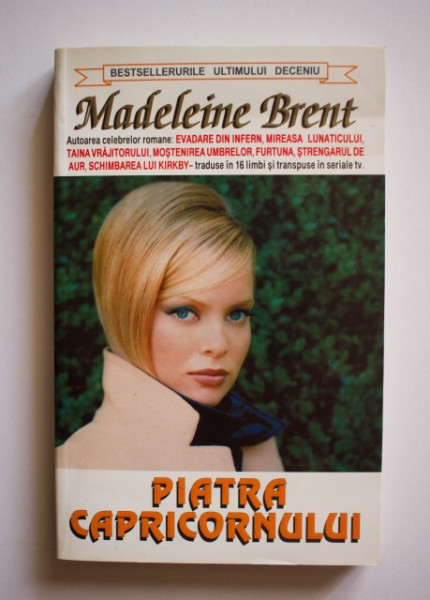 BESTSELLERURILE ULTIMULUI DECENIU
Madeleine Brent
Autoarea celebrelor romane: EVADARE DIN INFERN, MIREASA LUNATICULUI,
TAINA VRĂJITORULUI, MOȘTENIREA UMBRELOR, FURTUNA, ȘTRENGARUL DE
AUR, SCHIMBAREA LUI KIRKBY – traduse în 16 limbi și transpuse în seriale tv.
PIATRA
CAPRICORNULUI